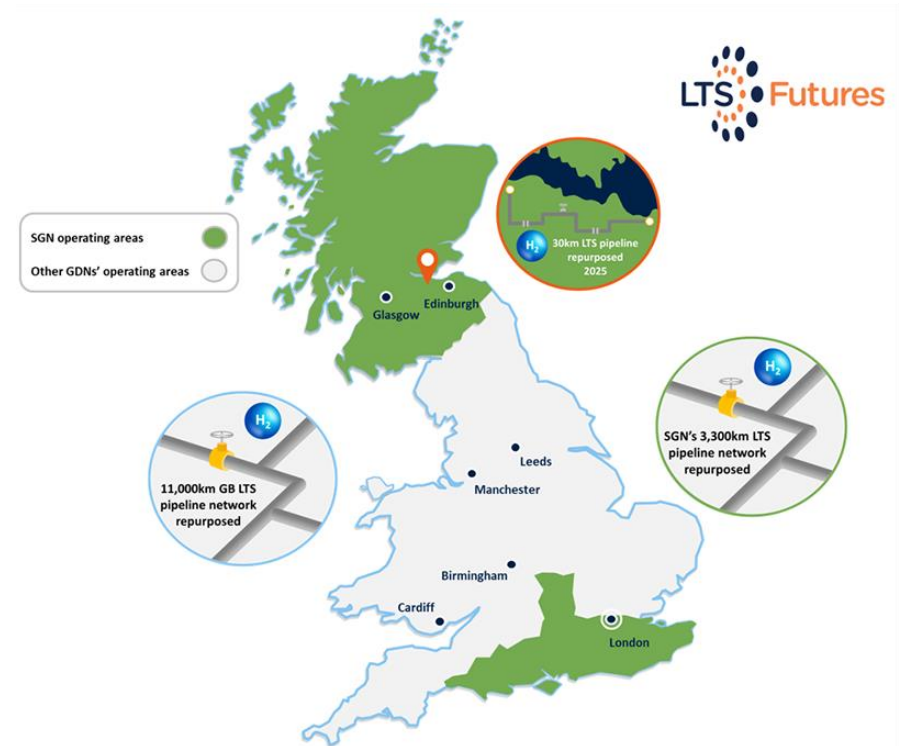 LTS Futures
SGN operating areas
Other GDNs' operating areas
H₂
30km LTS pipeline
repurposed
2025
Glasgow
Edinburgh
H₂
SGN's 3,300km LTS
pipeline network
repurposed
H₂
11,000km GB LTS
pipeline network
repurposed
Leeds
Manchester
Birmingham
Cardiff
London